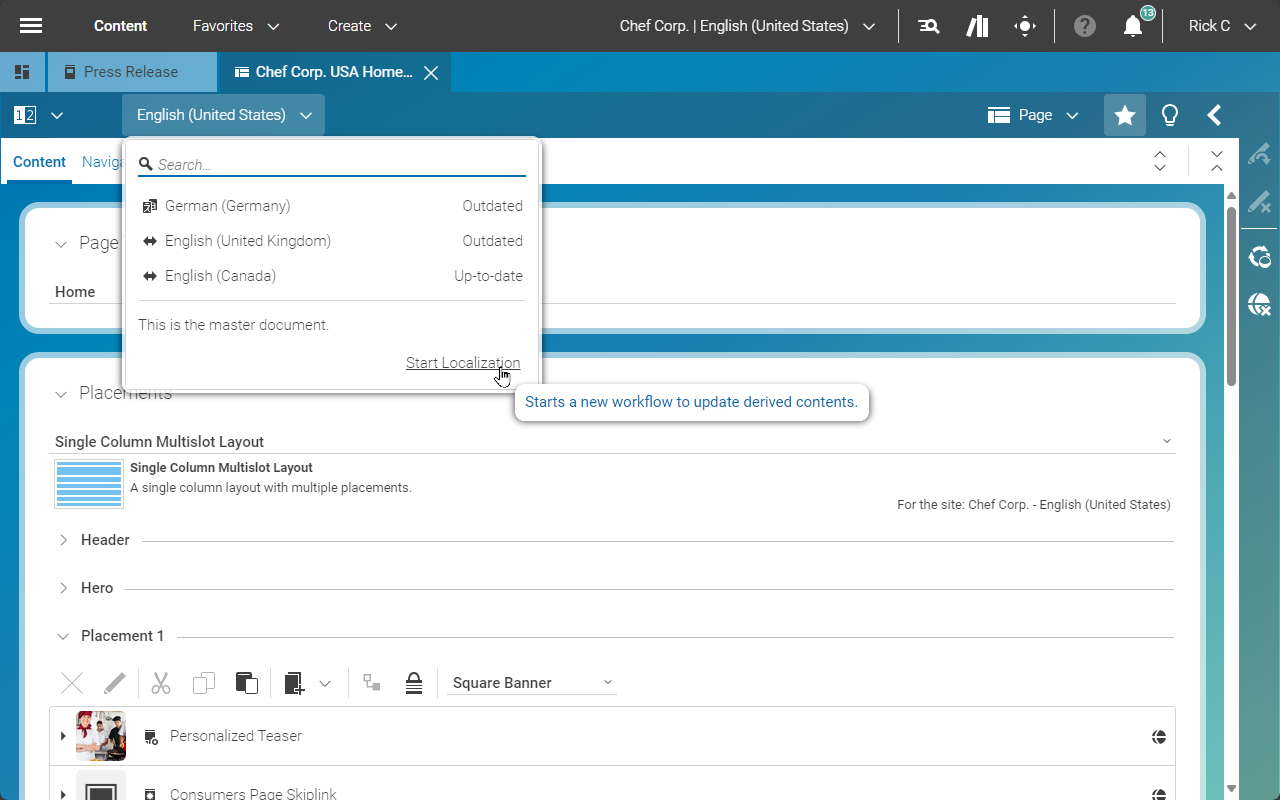 Content Favorites Create Chef Corp. | English (United States) 13 Rick C
Press Release Chef Corp. USA Home...
12 English (United States) Page
Content Naviga
Search...
German (Germany) Outdated
English (United Kingdom) Outdated
English (Canada) Up-to-date
This is the master document.
Start Localization
Starts a new workflow to update derived contents.
Page
Home
Placements
Single Column Multislot Layout
Single Column Multislot Layout
A single column layout with multiple placements.
For the site: Chef Corp. - English (United States)
Header
Hero
Placement 1
Square Banner
Personalized Teaser
Consumers Page Skiplink